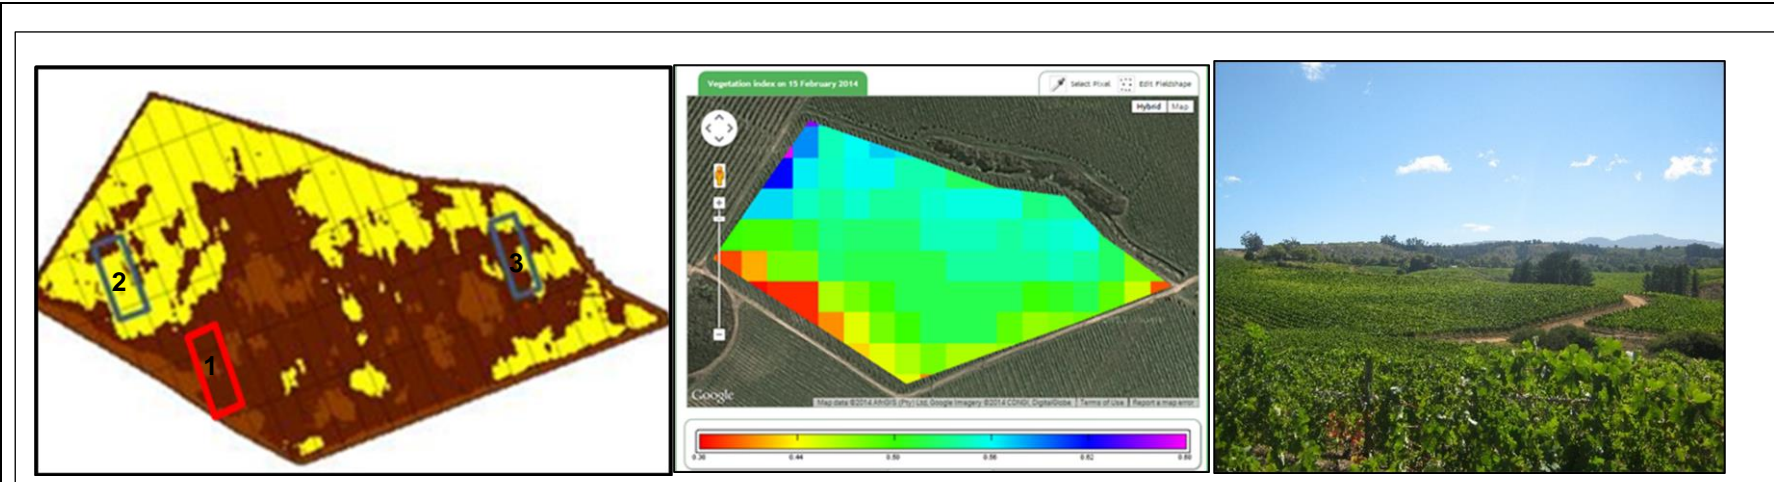 2
3
1
Vegetation index on 15 February 2014
Select Pixel
Edit Fieldshape
Hybrid
Map
Google
Map data ©2014 AfriGIS (Pty) Ltd, Google Imagery ©2014 CNES, DigitalGlobe
Terms of Use
Report a map error
0.38
0.44
0.50
0.56
0.62
0.68